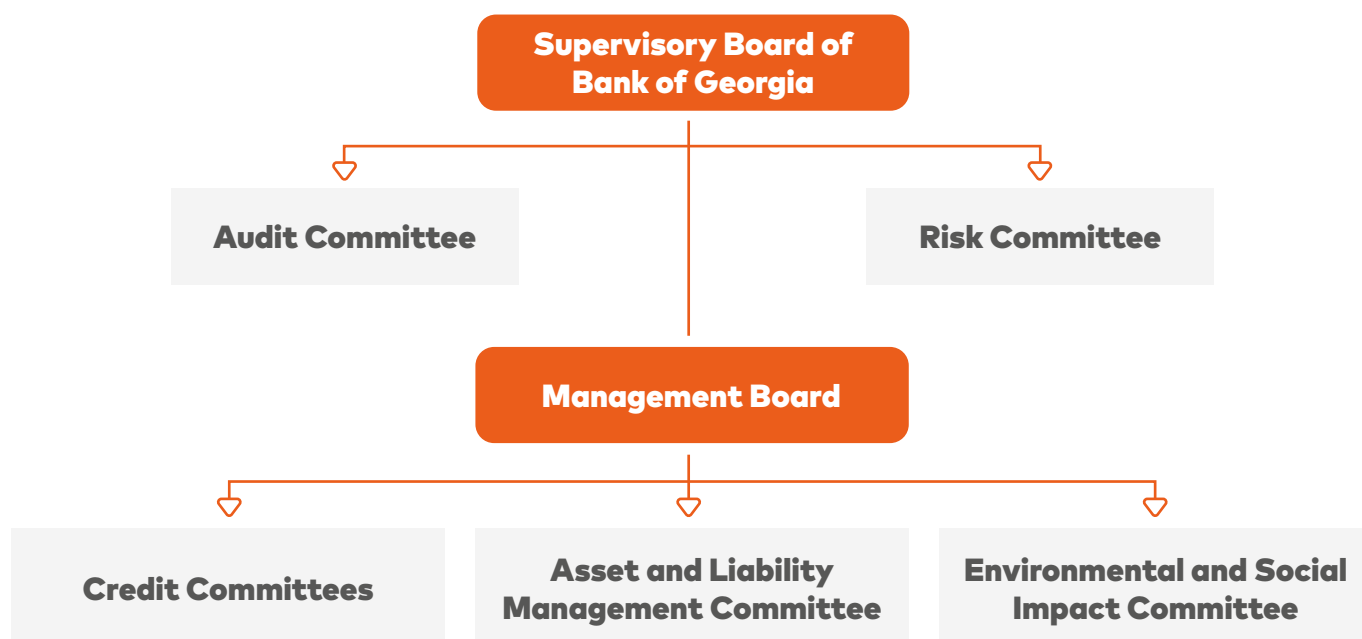 Supervisory Board of
Bank of Georgia
Audit Committee
Risk Committee
Management Board
Credit Committees
Asset and Liability
Management Committee
Environmental and Social
Impact Committee